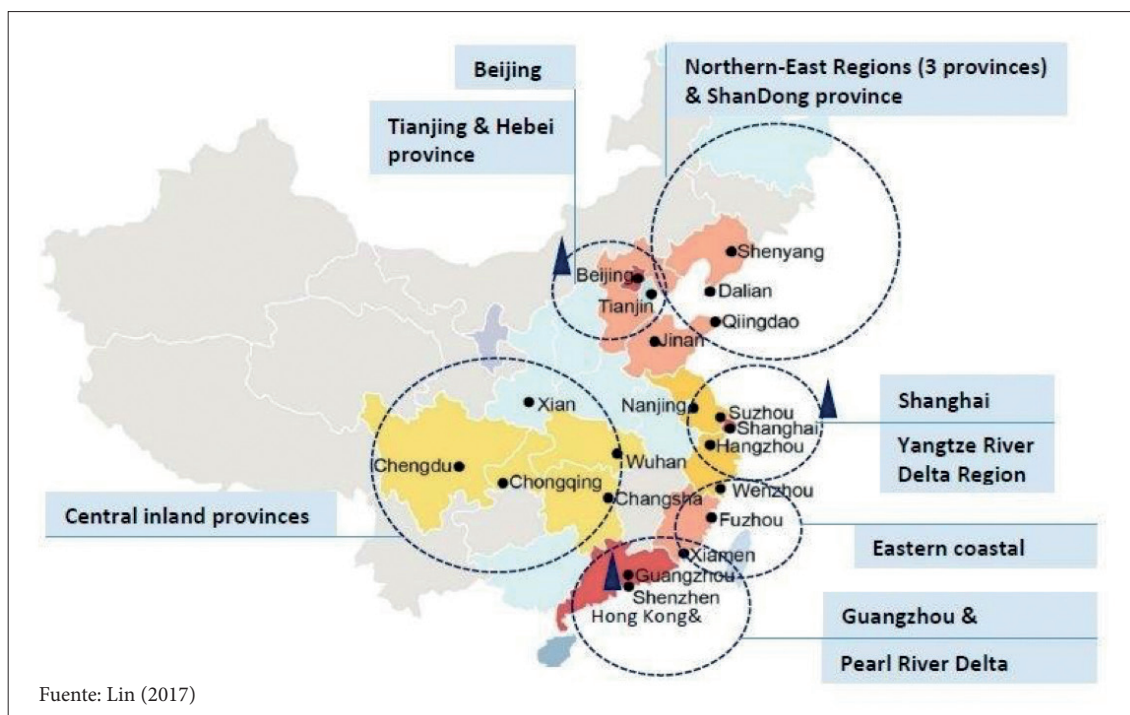 Beijing
Northern-East Regions (3 provinces)
& ShanDong province
Tianjing & Hebei
province
Shenyang
Beijing
Tianjin
Dalian
Qiingdao
Jinan
Xian
Nanjing
Suzhou
Shanghai
Hangzhou
Shanghai
Yangtze River
Delta Region
Chengdu
Wuhan
Chongqing
Changsha
Wenzhou
Fuzhou
Central inland provinces
Eastern coastal
Xiamen
Guangzhou
Shenzhen
Hong Kong&
Guangzhou &
Pearl River Delta
Fuente: Lin (2017)